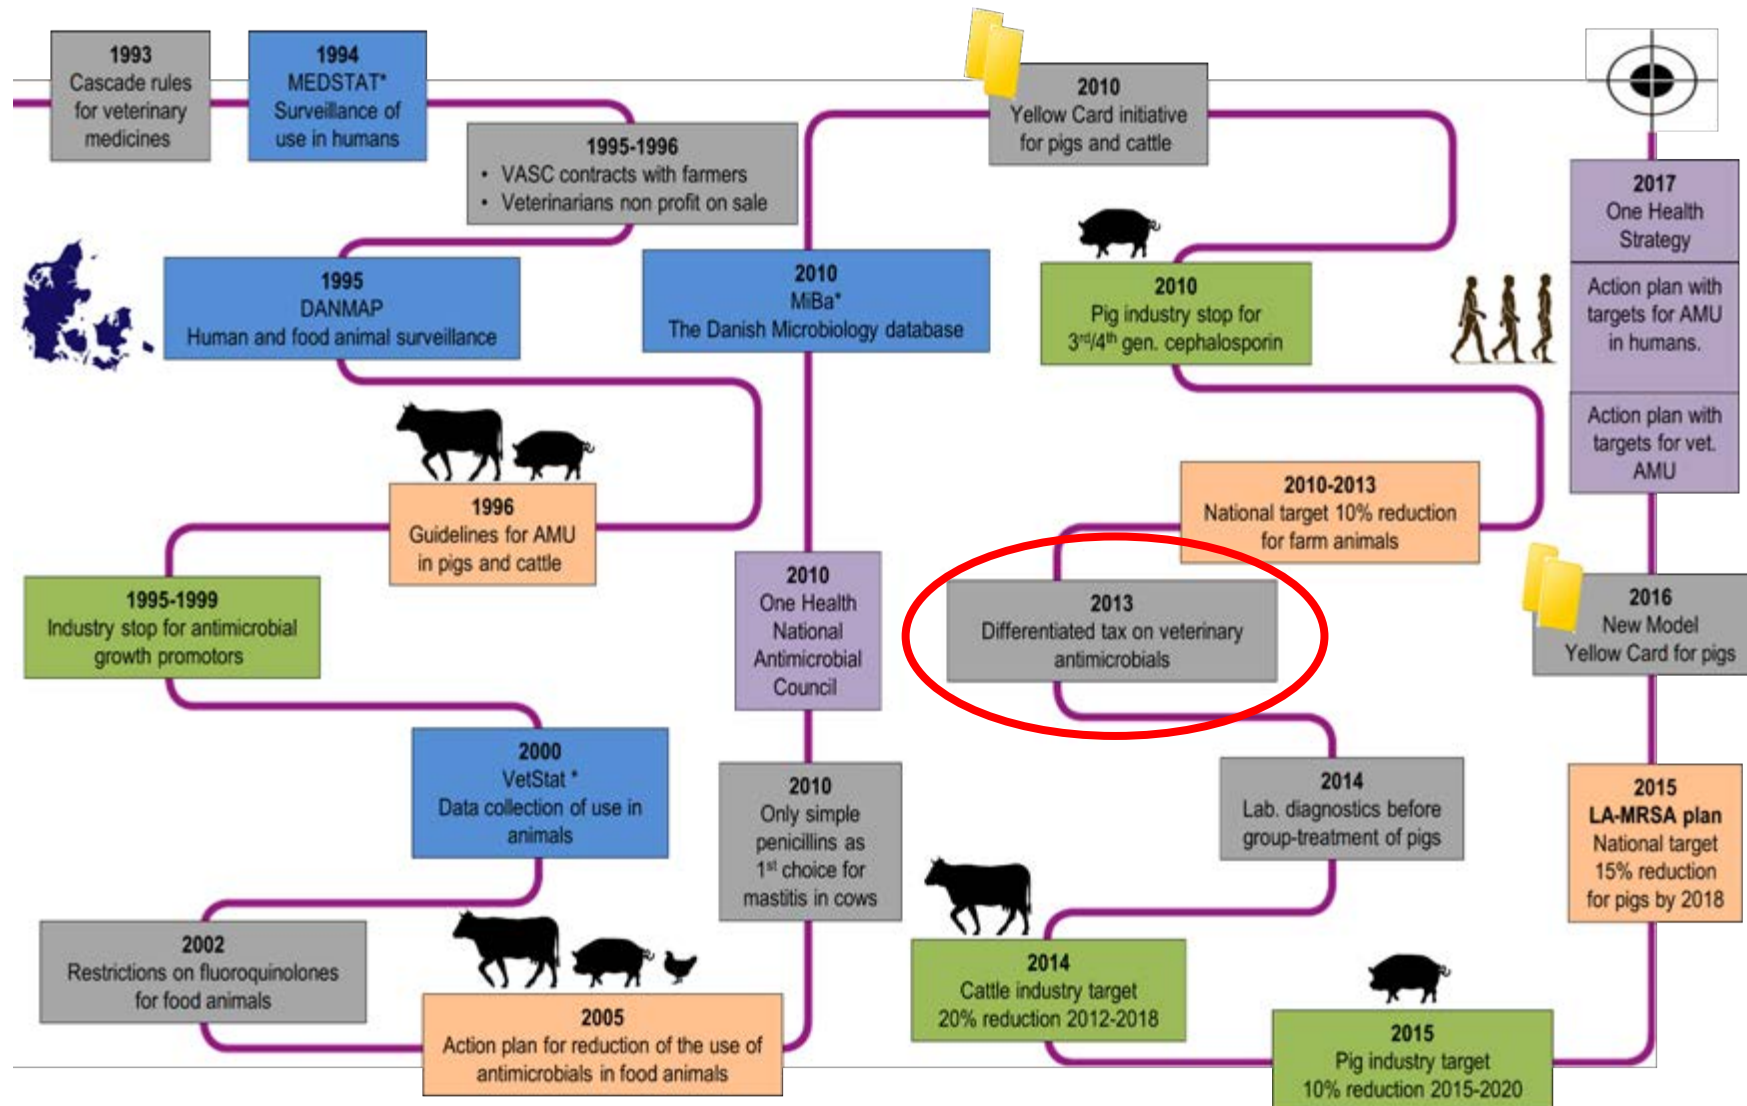 1993
Cascade rules
for veterinary
medicines
1994
MEDSTAT*
Surveillance of
use in humans
1995-1996
• VASC contracts with farmers
• Veterinarians non profit on sale
1995
DANMAP
Human and food animal surveillance
1996
Guidelines for AMU
in pigs and cattle
1995-1999
Industry stop for antimicrobial
growth promotors
2000
VetStat *
Data collection of use in
animals
2002
Restrictions on fluoroquinolones
for food animals
2005
Action plan for reduction of the use of
antimicrobials in food animals
2010
Only simple
penicillins as
1st choice for
mastitis in cows
2010
One Health
National
Antimicrobial
Council
2010
MiBa*
The Danish Microbiology database
2010
Yellow Card initiative
for pigs and cattle
2010
Pig industry stop for
3rd/4th gen. cephalosporin
2010-2013
National target 10% reduction
for farm animals
2013
Differentiated tax on veterinary
antimicrobials
2014
Lab. diagnostics before
group-treatment of pigs
2014
Cattle industry target
20% reduction 2012-2018
2015
Pig industry target
10% reduction 2015-2020
2015
LA-MRSA plan
National target
15% reduction
for pigs by 2018
2016
New Model
Yellow Card for pigs
2017
One Health
Strategy
Action plan with
targets for AMU
in humans.
Action plan with
targets for vet.
AMU